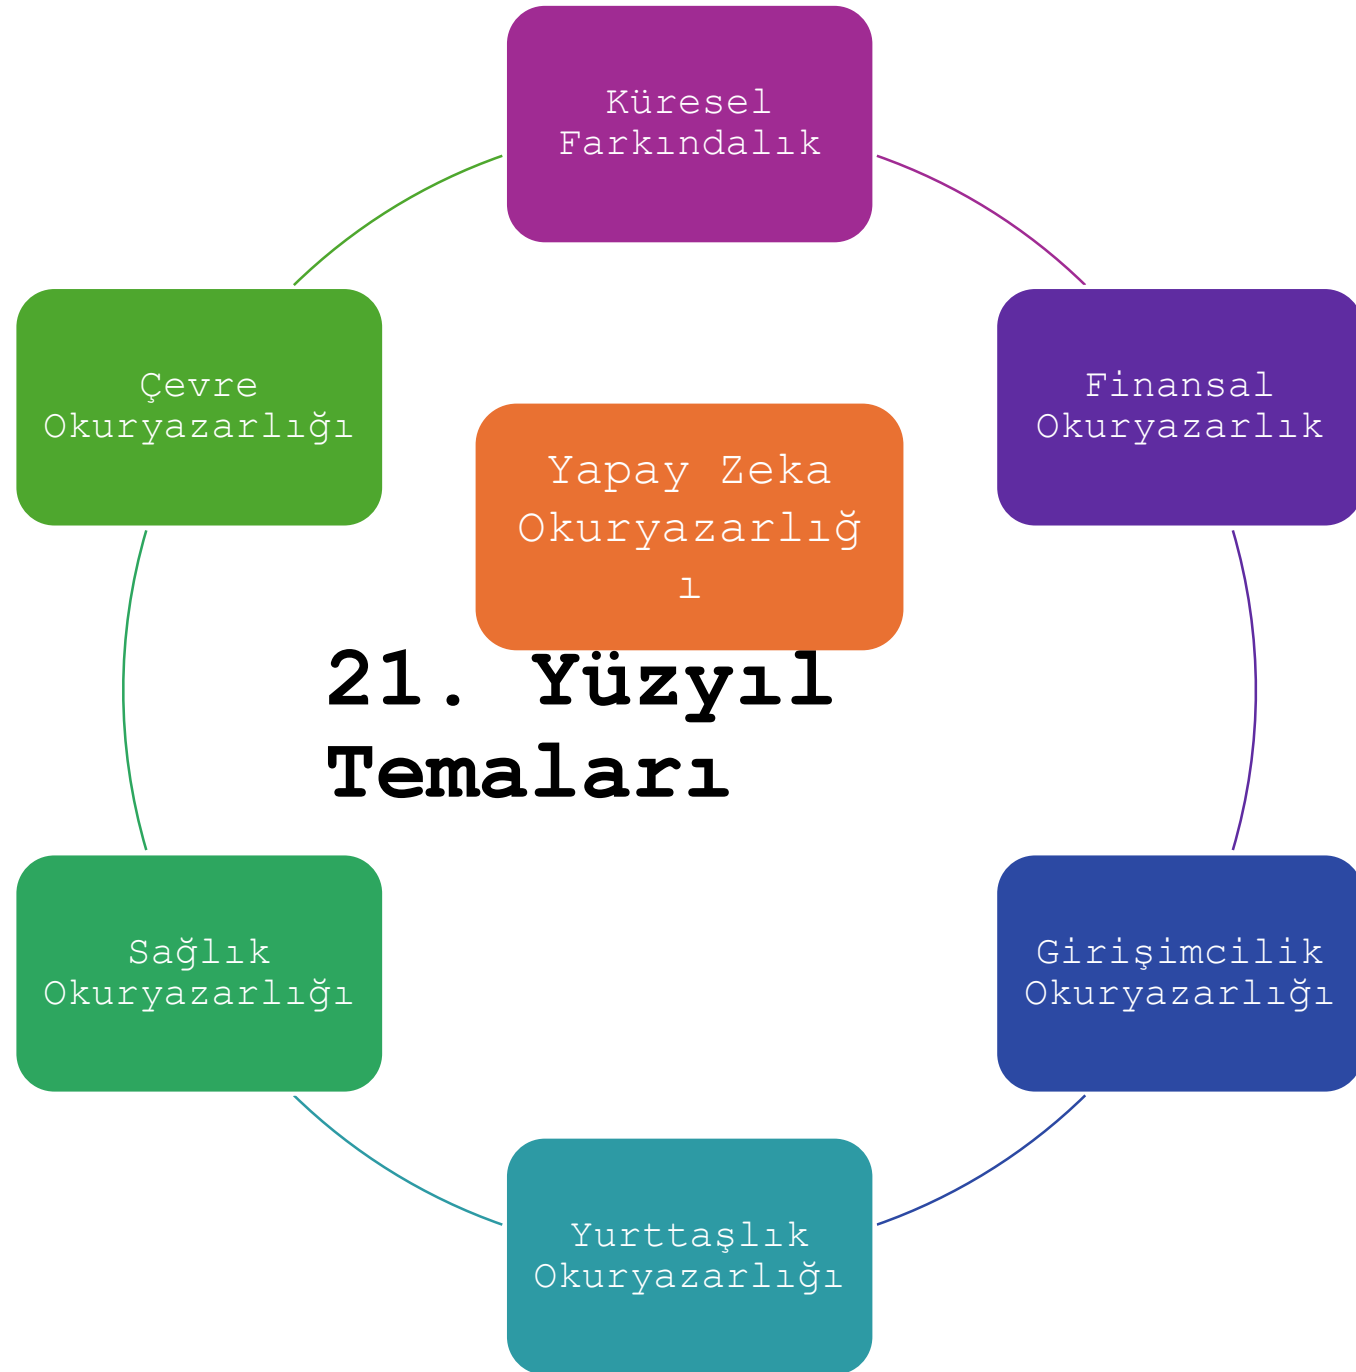 Küresel
Farkındalık
Çevre
Okuryazarlığı
Finansal
Okuryazarlık
Yapay Zeka
Okuryazarlığ
ı
21. Yüzyıl
Temaları
Sağlık
Okuryazarlığı
Girişimcilik
Okuryazarlığı
Yurttaşlık
Okuryazarlığı